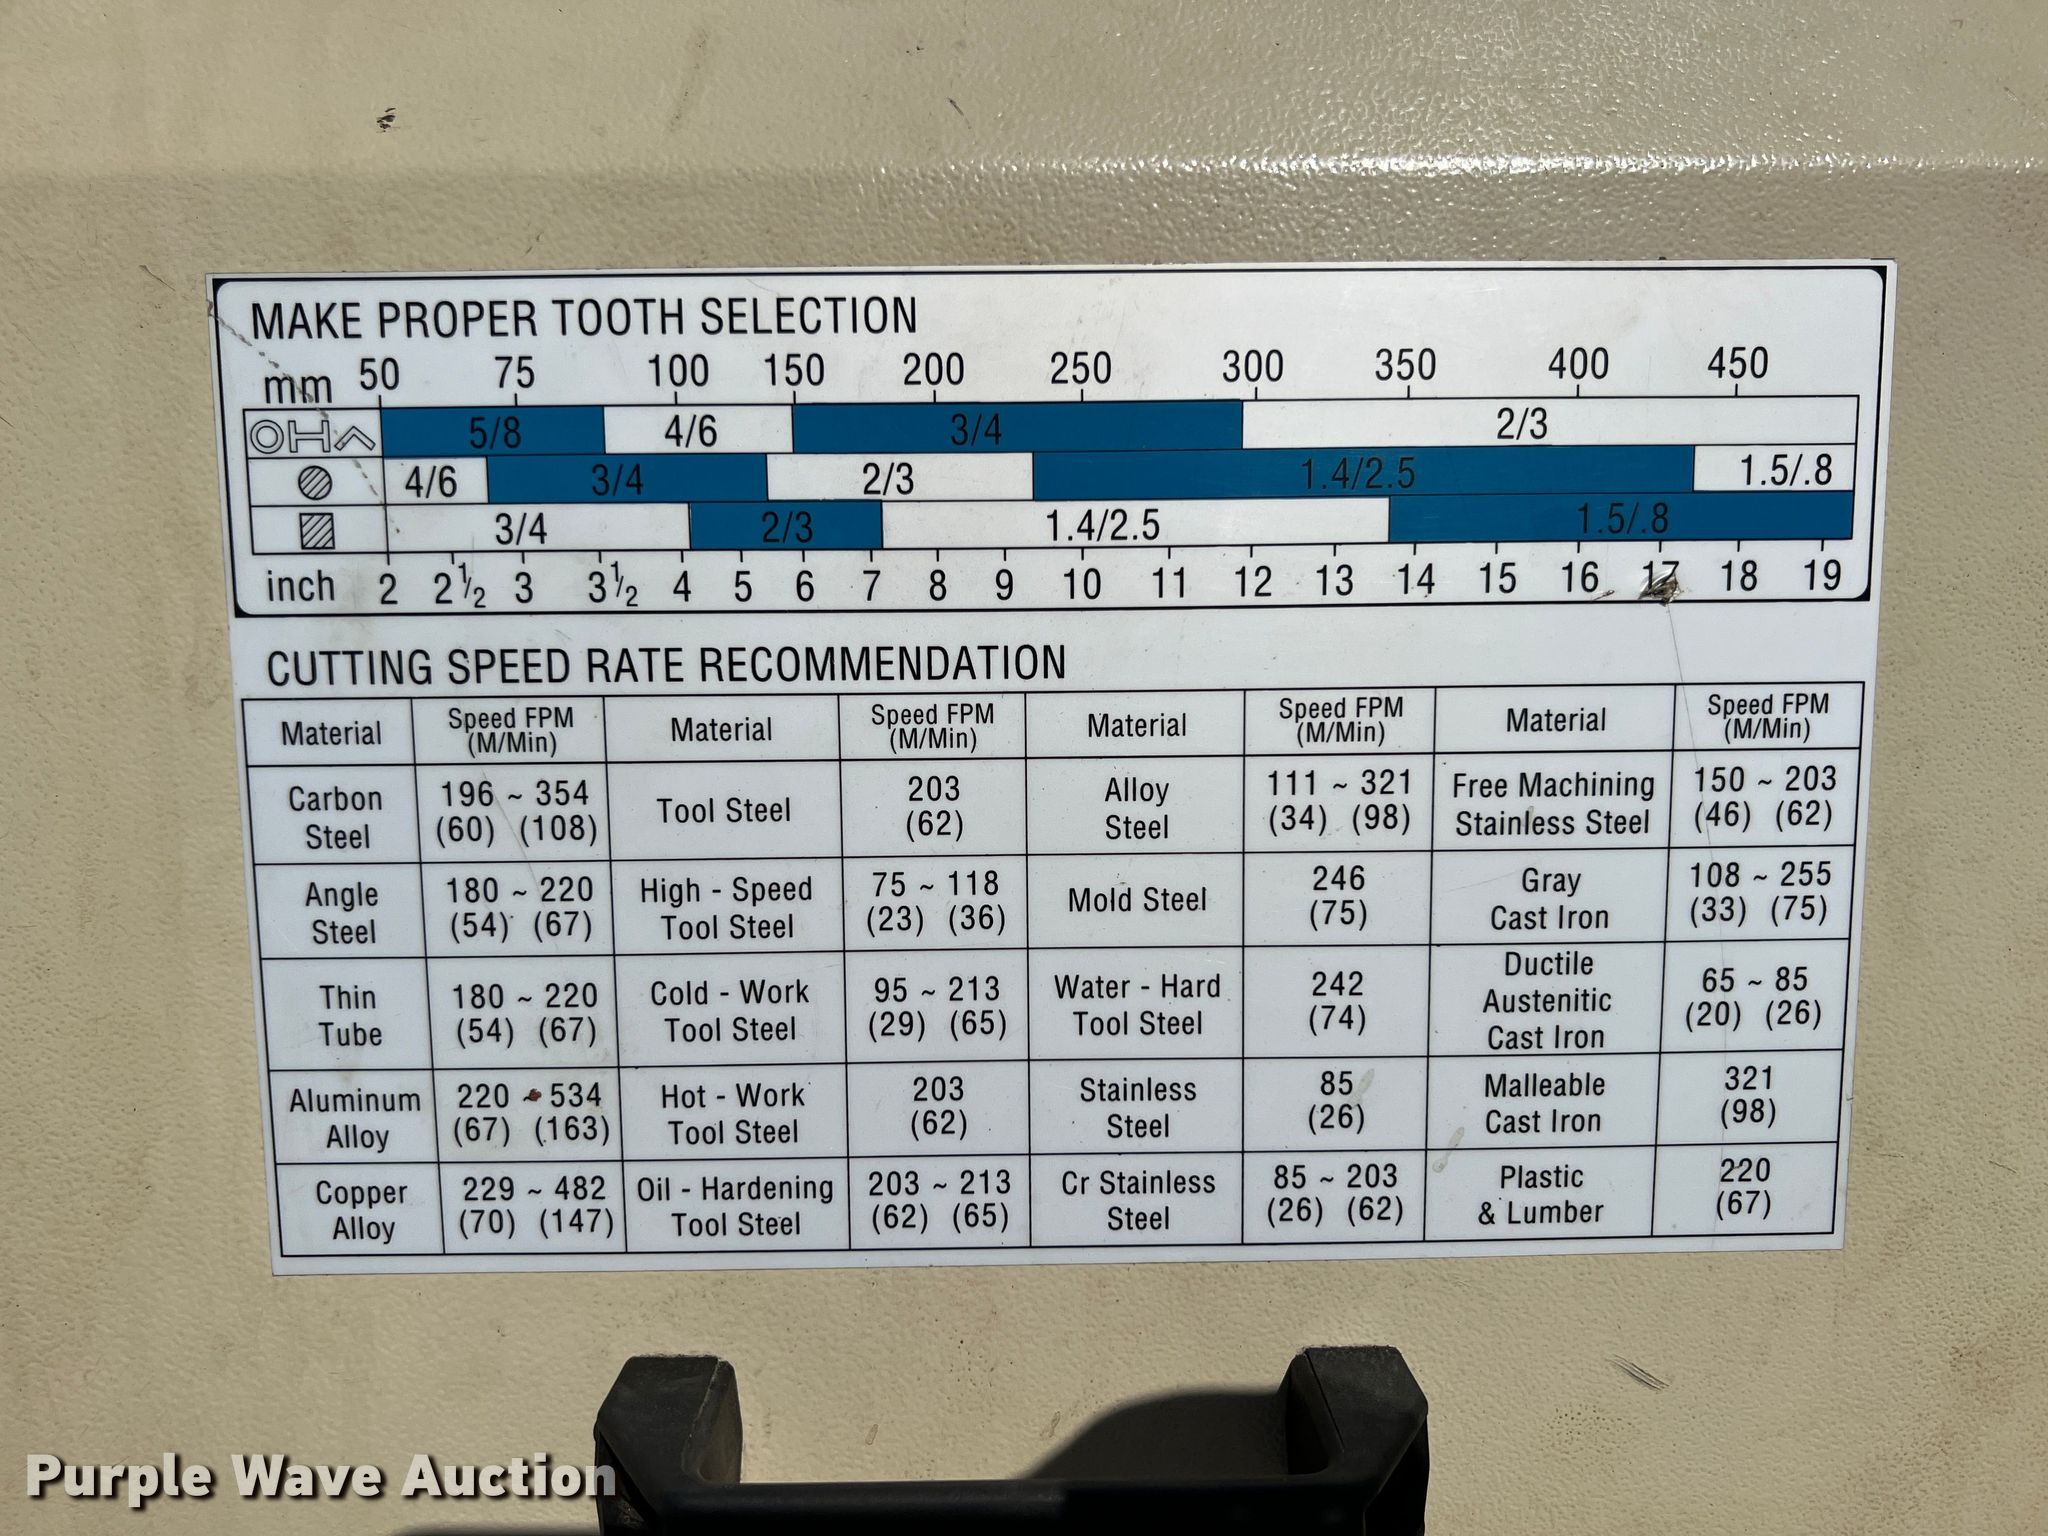 MAKE PROPER TOOTH SELECTION
mm 50 75 100 150 200 250 300 350 400 450
5/8 4/6 3/4 2/3
4/6 3/4 2/3 1.4/2.5 1.5/.8
3/4 2/3 1.4/2.5 1.5/.8
inch 2 2 1/2 3 3 1/2 4 5 6 7 8 9 10 11 12 13 14 15 16 17 18 19
CUTTING SPEED RATE RECOMMENDATION
Material Speed FPM (M/Min) Material Speed FPM (M/Min) Material Speed FPM (M/Min) Material Speed FPM (M/Min)
Carbon Steel 196 ~ 354 (60) (108) Tool Steel 203 (62) Alloy Steel 111 ~ 321 (34) (98) Free Machining Stainless Steel 150 ~ 203 (46) (62)
Angle Steel 180 ~ 220 (54) (67) High - Speed Tool Steel 75 ~ 118 (23) (36) Mold Steel 246 (75) Gray Cast Iron 108 ~ 255 (33) (75)
Thin Tube 180 ~ 220 (54) (67) Cold - Work Tool Steel 95 ~ 213 (29) (65) Water - Hard Tool Steel 242 (74) Ductile Austenitic Cast Iron 65 ~ 85 (20) (26)
Aluminum Alloy 220 ~ 534 (67) (163) Hot - Work Tool Steel 203 (62) Stainless Steel 85 (26) Malleable Cast Iron 321 (98)
Copper Alloy 229 ~ 482 (70) (147) Oil - Hardening Tool Steel 203 ~ 213 (62) (65) Cr Stainless Steel 85 ~ 203 (26) (62) Plastic & Lumber 220 (67)
Purple Wave Auction